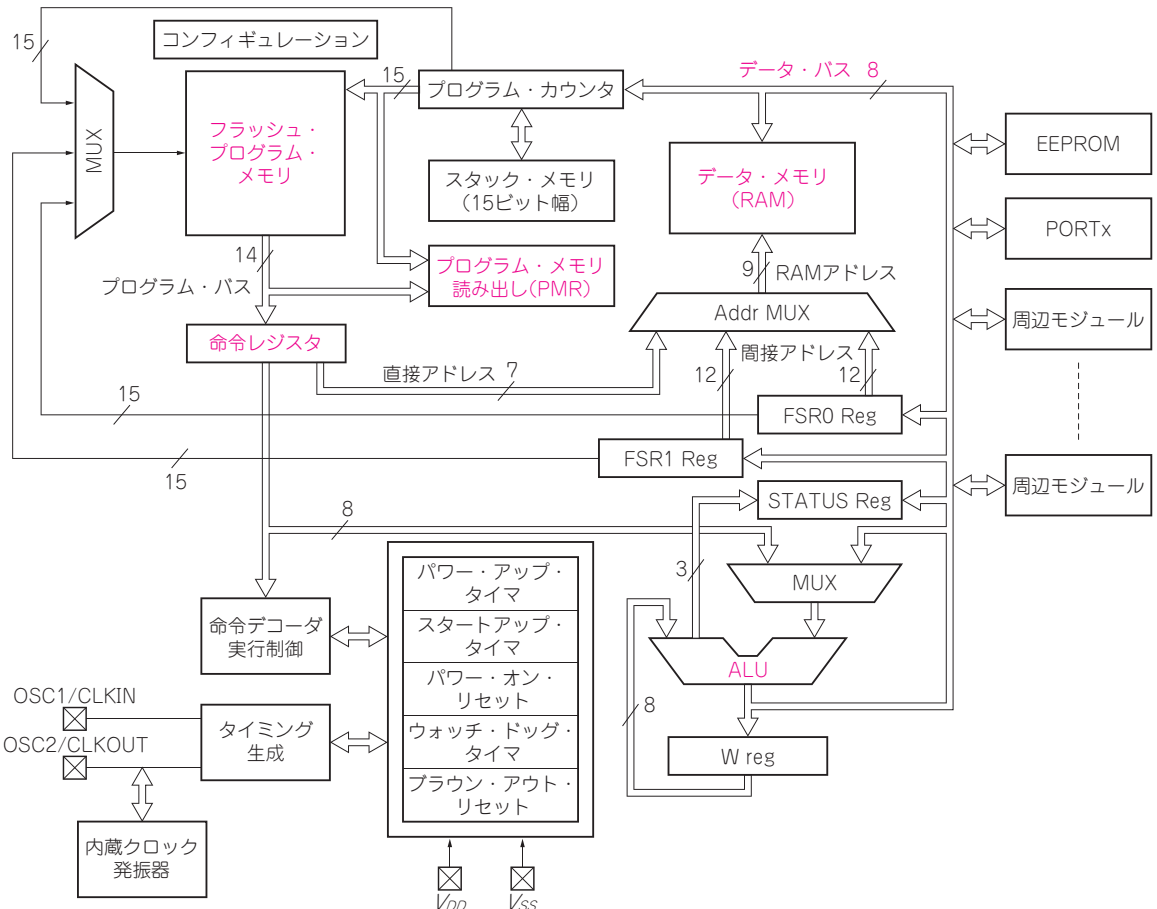 15
コンフィギュレーション
MUX
フラッシュ・
プログラム・
メモリ
15
プログラム・カウンタ
データ・バス 8
スタック・メモリ
(15ビット幅)
データ・メモリ
(RAM)
EEPROM
PORTx
14
プログラム・バス
プログラム・メモリ
読み出し(PMR)
9
RAMアドレス
Addr MUX
周辺モジュール
命令レジスタ
直接アドレス 7
間接アドレス
12
12
15
FSR0 Reg
15
FSR1 Reg
周辺モジュール
STATUS Reg
8
3
MUX
パワー・アップ・
タイマ
スタートアップ・
タイマ
パワー・オン・
リセット
ウォッチ・ドッグ・
タイマ
ブラウン・アウト・
リセット
命令デコーダ
実行制御
ALU
8
W reg
OSC1/CLKIN
OSC2/CLKOUT
タイミング
生成
内蔵クロック
発振器
VDD
VSS